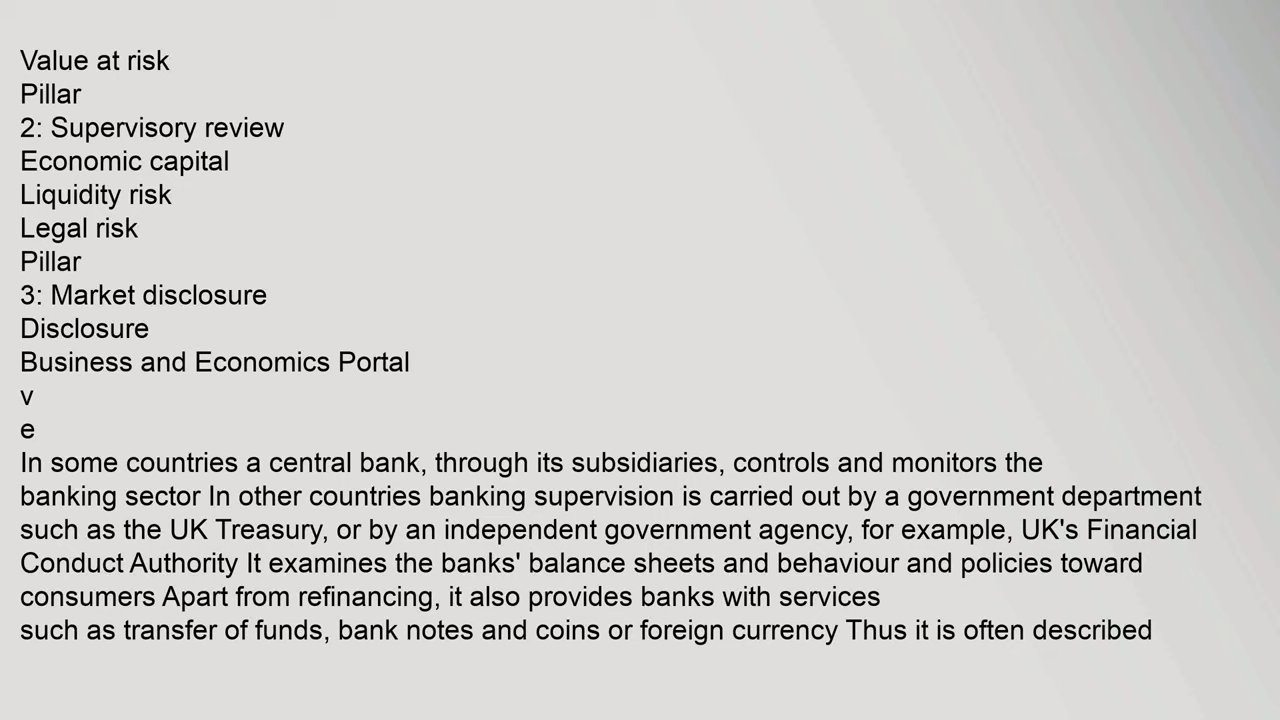 Value at risk
Pillar
2: Supervisory review
Economic capital
Liquidity risk
Legal risk
Pillar
3: Market disclosure
Disclosure
Business and Economics Portal
v
e
In some countries a central bank, through its subsidiaries, controls and monitors the
banking sector In other countries banking supervision is carried out by a government department
such as the UK Treasury, or by an independent government agency, for example, UK's Financial
Conduct Authority It examines the banks' balance sheets and behaviour and policies toward
consumers Apart from refinancing, it also provides banks with services
such as transfer of funds, bank notes and coins or foreign currency Thus it is often described